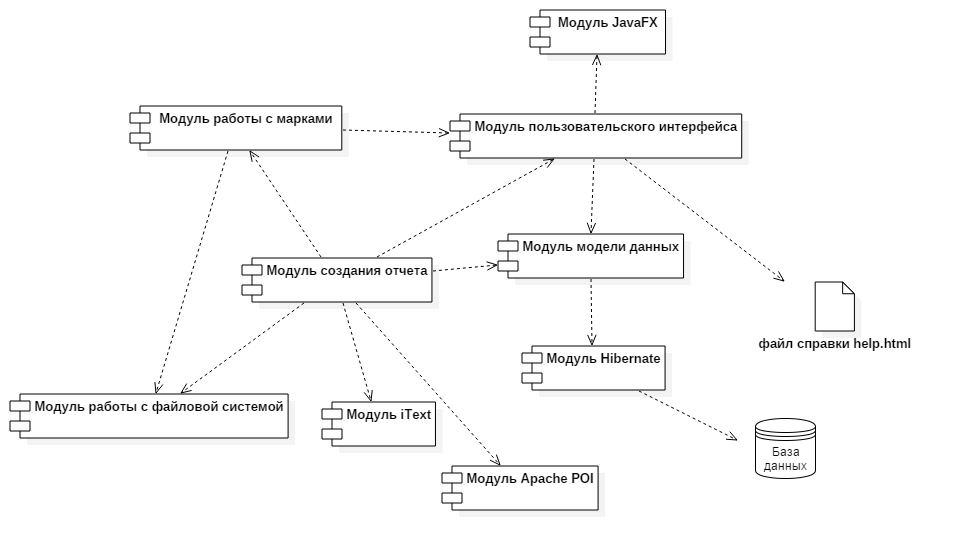 Модуль JavaFX
Модуль работы с марками
Модуль пользовательского интерфейса
Модуль модели данных
Модуль создания отчета
файл справки help.html
Модуль Hibernate
Модуль работы с файловой системой
Модуль iText
База
данных
Модуль Apache POI